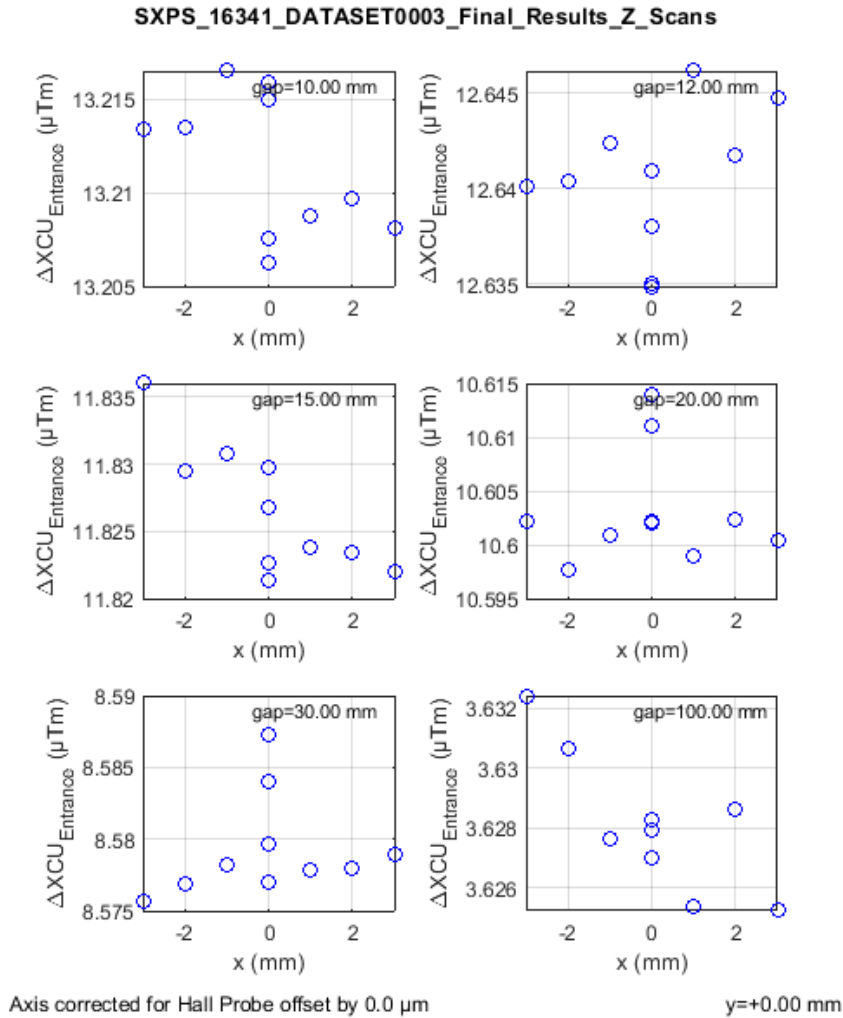 SXPS_16341_DATASET0003_Final_Results_Z_Scans
ΔXCU_Entrance (µTm)
gap=10.00 mm
13.215
13.21
13.205
-2 0 2
x (mm)
ΔXCU_Entrance (µTm)
gap=12.00 mm
12.645
12.64
12.635
-2 0 2
x (mm)
ΔXCU_Entrance (µTm)
gap=15.00 mm
11.835
11.83
11.825
11.82
-2 0 2
x (mm)
ΔXCU_Entrance (µTm)
gap=20.00 mm
10.615
10.61
10.605
10.6
10.595
-2 0 2
x (mm)
ΔXCU_Entrance (µTm)
gap=30.00 mm
8.59
8.585
8.58
8.575
-2 0 2
x (mm)
ΔXCU_Entrance (µTm)
gap=100.00 mm
3.632
3.63
3.628
3.626
-2 0 2
x (mm)
Axis corrected for Hall Probe offset by 0.0 µm
y=+0.00 mm